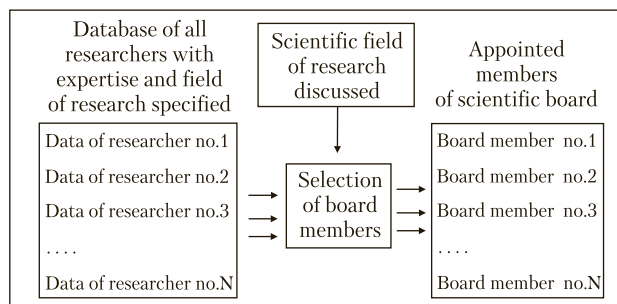 Database of all
researchers with
expertise and field
of research specified
Data of researcher no.1
Data of researcher no.2
Data of researcher no.3
....
Data of researcher no.N
Scientific field
of research
discussed
Selection
of board
members
Appointed
members
of scientific board
Board member no.1
Board member no.2
Board member no.3
....
Board member no.N